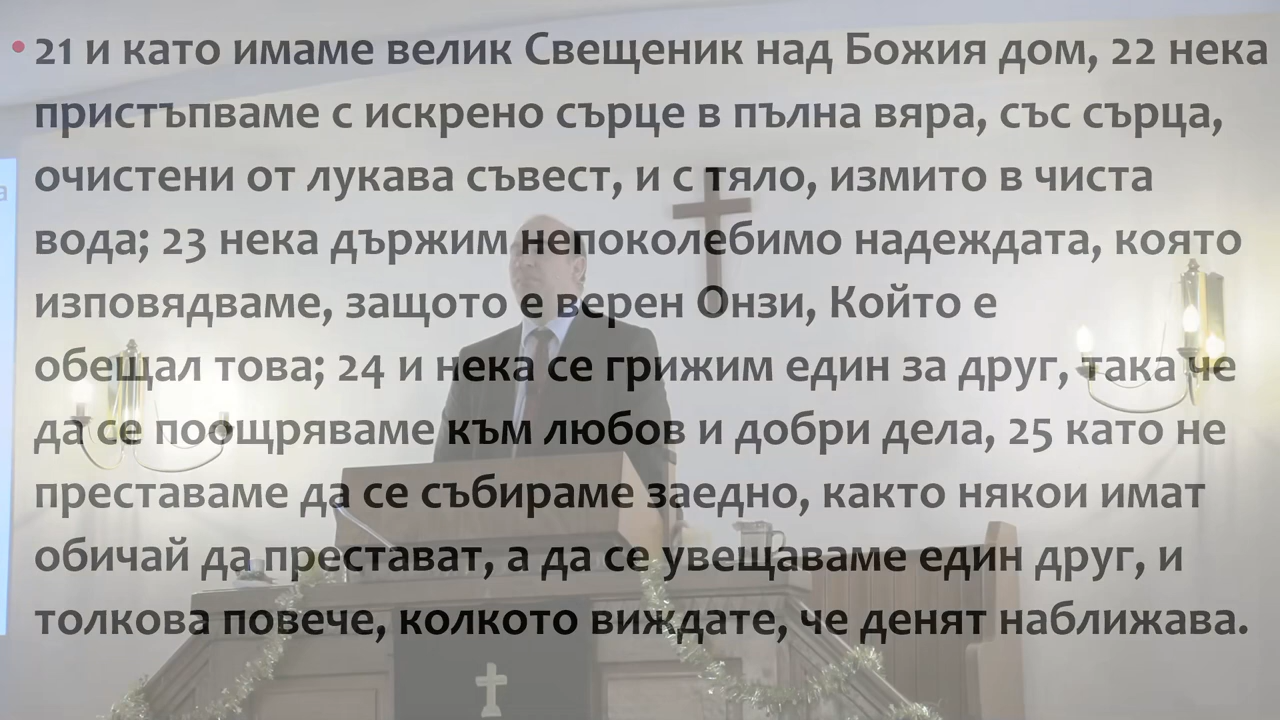 • 21 и като имаме велик Свещеник над Божия дом, 22 нека
пристъпваме с искрено сърце в пълна вяра, със сърца,
очистени от лукава съвест, и с тяло, измито в чиста
вода; 23 нека държим непоколебимо надеждата, която
изповядваме, защото е верен Онзи, Който е
обещал това; 24 и нека се грижим един за друг, така че
да се поощряваме към любов и добри дела, 25 като не
преставаме да се събираме заедно, както някои имат
обичай да престават, а да се увещаваме един друг, и
толкова повече, колкото виждате, че денят наближава.